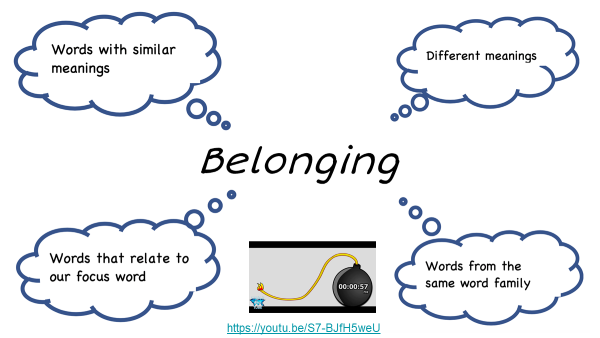 Words with similar
meanings
Different meanings
Belonging
Words that relate to
our focus word
Words from the
same word family
00:00:57
https://youtu.be/S7-BJfH5weU